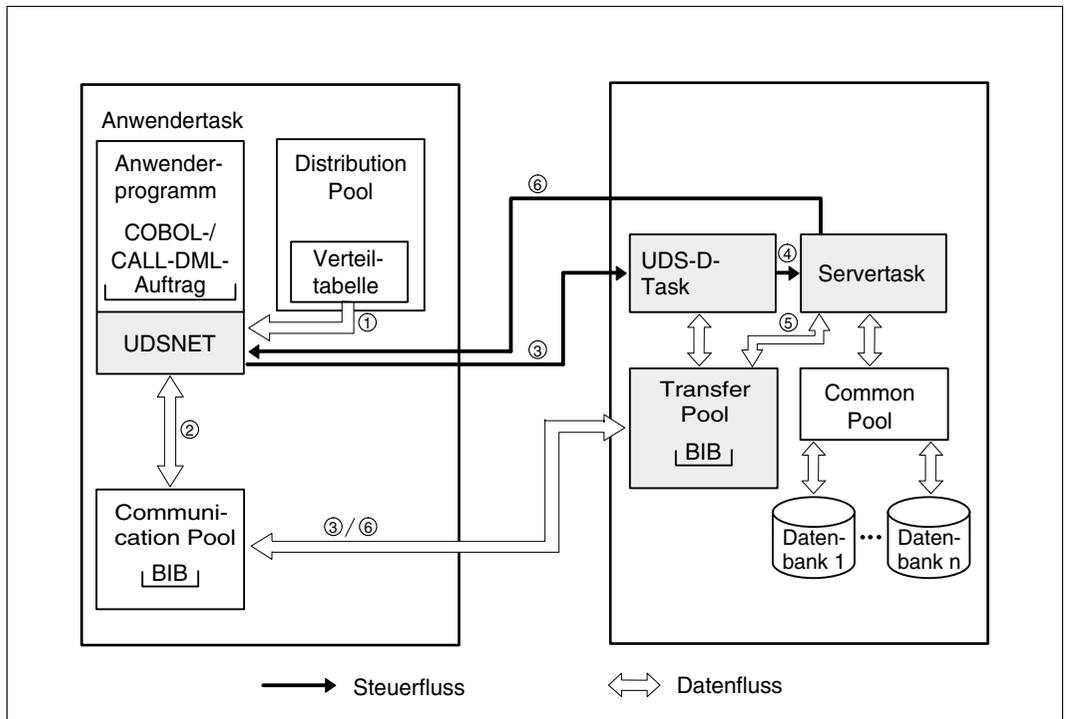 Anwendertask
Anwender-
programm
COBOL-/
CALL-DML-
Auftrag
UDSNET
Distribution
Pool
Verteil-
tabelle
①
②
Communi-
cation Pool
BIB
③ / ⑥
⑥
③
UDS-D-
Task
④
Servertask
⑤
Transfer
Pool
BIB
Common
Pool
Daten-
bank 1
•••
Daten-
bank n
Steuerfluss
Datenfluss